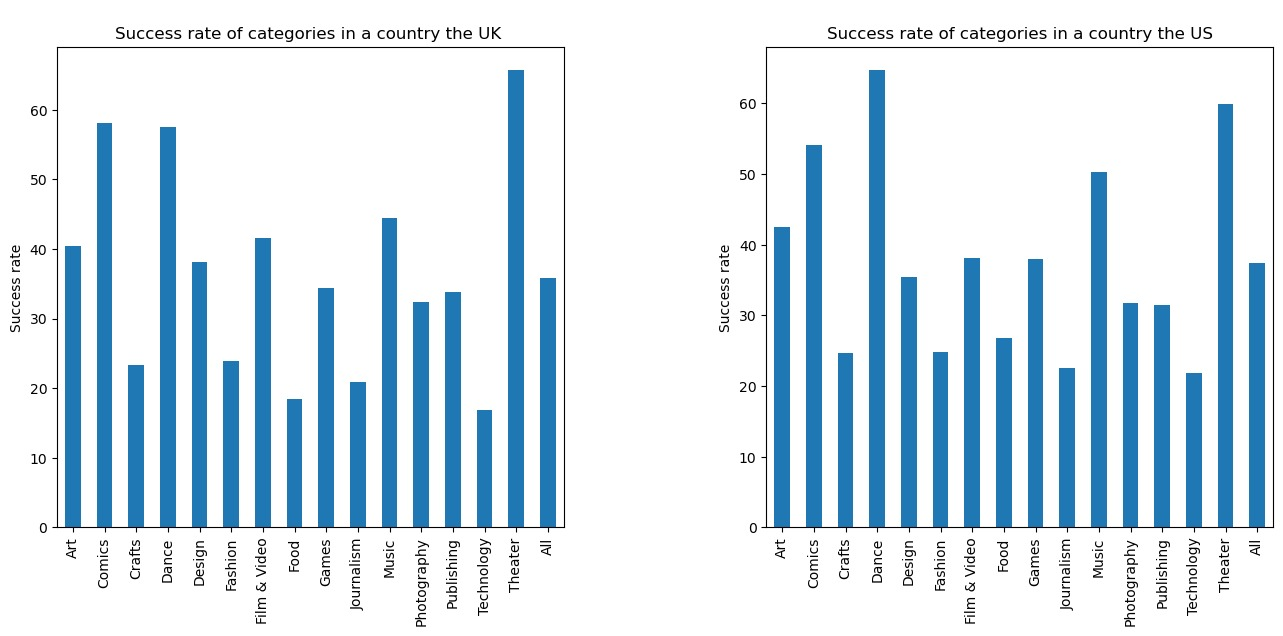 Success rate of categories in a country the UK
Success rate
60
50
40
30
20
10
0
Art
Comics
Crafts
Dance
Design
Fashion
Film & Video
Food
Games
Journalism
Music
Photography
Publishing
Technology
Theater
All
Success rate of categories in a country the US
Success rate
60
50
40
30
20
10
0
Art
Comics
Crafts
Dance
Design
Fashion
Film & Video
Food
Games
Journalism
Music
Photography
Publishing
Technology
Theater
All